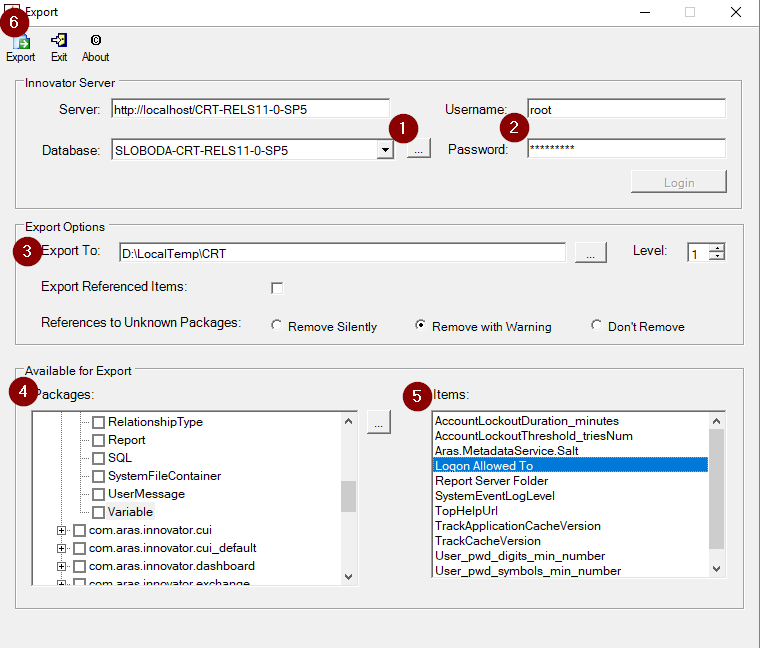 Export
6
Export Exit About
Innovator Server
Server: http://localhost/CRT-RELS11-0-SP5 Username: root
1 2
Database: SLOBODA-CRT-RELS11-0-SP5 ... Password: *********
Login
Export Options
3 Export To: D:\LocalTemp\CRT ... Level: 1
Export Referenced Items:
References to Unknown Packages: Remove Silently Remove with Warning Don't Remove
Available for Export
4 Packages: 5 Items:
RelationshipType
Report
SQL
SystemFileContainer
UserMessage
Variable
com.aras.innovator.cui
com.aras.innovator.cui_default
com.aras.innovator.dashboard
com.aras.innovator.exchange
...
AccountLockoutDuration_minutes
AccountLockoutThreshold_triesNum
Aras.MetadataService.Salt
Logon Allowed To
Report Server Folder
SystemEventLogLevel
TopHelpUrl
TrackApplicationCacheVersion
TrackCacheVersion
User_pwd_digits_min_number
User_pwd_symbols_min_number